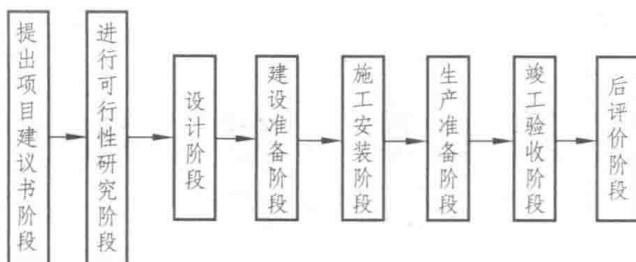 提出项目建议书阶段
进行可行性研究阶段
设计阶段
建设准备阶段
施工安装阶段
生产准备阶段
竣工验收阶段
后评价阶段